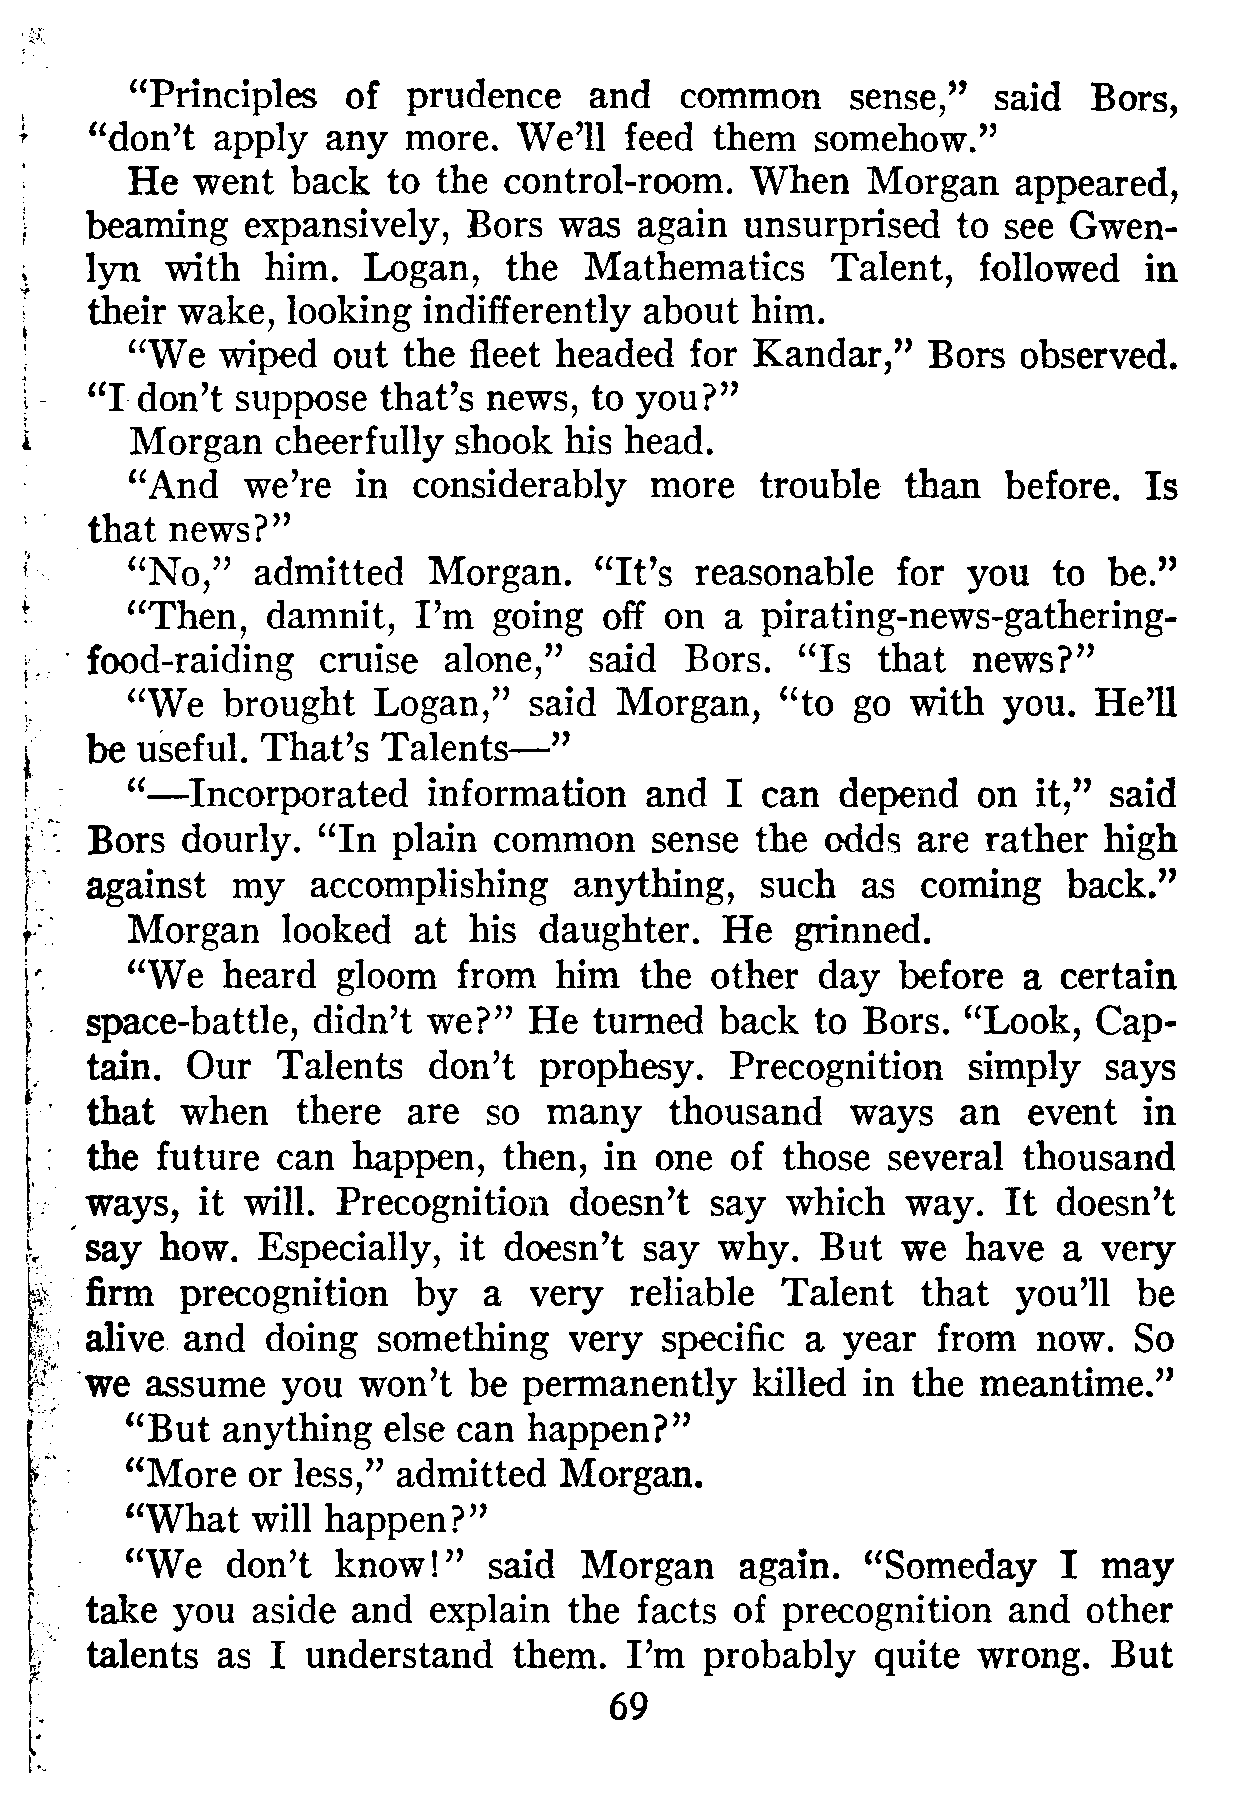 “Principles of prudence and common sense,” said Bors,
“don’t apply any more. We’ll feed them somehow.”
He went back to the control-room. When Morgan appeared,
beaming expansively, Bors was again unsurprised to see Gwen-
lyn with him. Logan, the Mathematics Talent, followed in
their wake, looking indifferently about him.
“We wiped out the fleet headed for Kandar,” Bors observed.
“I don’t suppose that’s news, to you?”
Morgan cheerfully shook his head.
“And we’re in considerably more trouble than before. Is
that news?”
“No,” admitted Morgan. “It’s reasonable for you to be.”
“Then, damnit, I’m going off on a pirating-news-gathering-
food-raiding cruise alone,” said Bors. “Is that news?”
“We brought Logan,” said Morgan, “to go with you. He’ll
be useful. That’s Talents—”
“—Incorporated information and I can depend on it,” said
Bors dourly. “In plain common sense the odds are rather high
against my accomplishing anything, such as coming back.”
Morgan looked at his daughter. He grinned.
“We heard gloom from him the other day before a certain
space-battle, didn’t we?” He turned back to Bors. “Look, Cap-
tain. Our Talents don’t prophesy. Precognition simply says
that when there are so many thousand ways an event in
the future can happen, then, in one of those several thousand
ways, it will. Precognition doesn’t say which way. It doesn’t
say how. Especially, it doesn’t say why. But we have a very
firm precognition by a very reliable Talent that you’ll be
alive and doing something very specific a year from now. So
we assume you won’t be permanently killed in the meantime.”
“But anything else can happen?”
“More or less,” admitted Morgan.
“What will happen?”
“We don’t know!” said Morgan again. “Someday I may
take you aside and explain the facts of precognition and other
talents as I understand them. I’m probably quite wrong. But
69